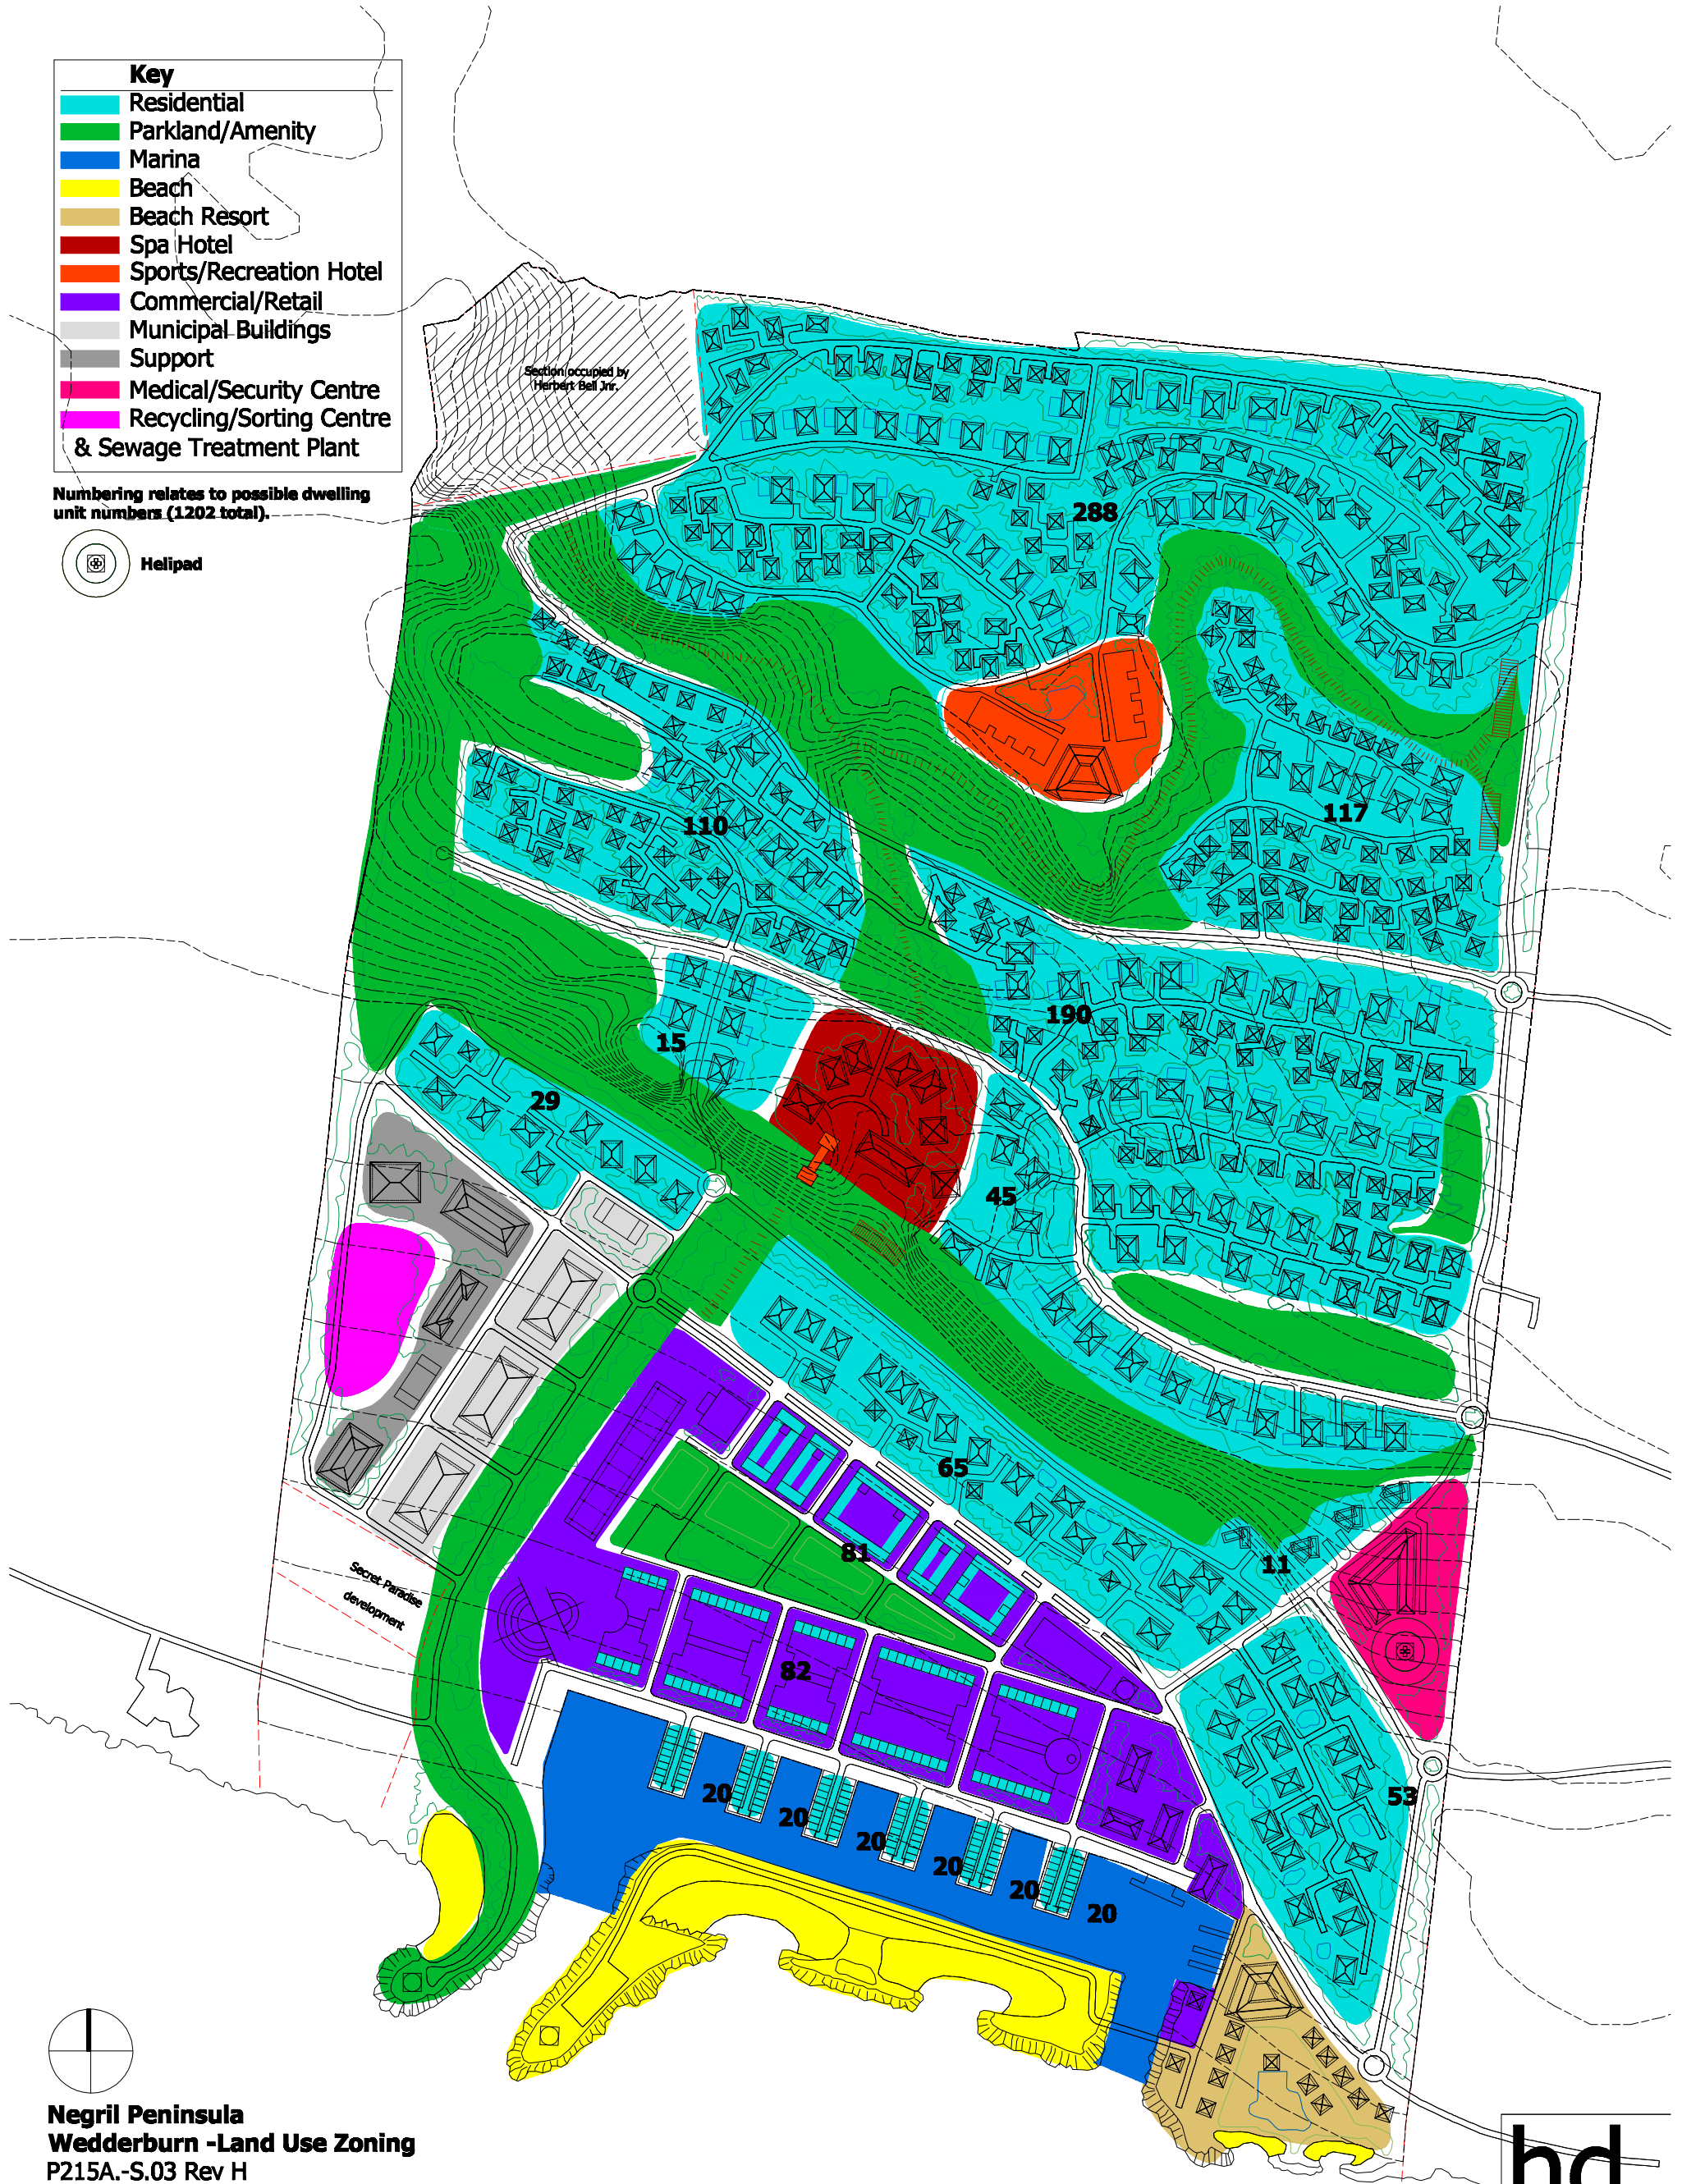 Key
Residential
Parkland/Amenity
Marina
Beach
Beach Resort
Spa Hotel
Sports/Recreation Hotel
Commercial/Retail
Municipal Buildings
Support
Medical/Security Centre
Recycling/Sorting Centre
& Sewage Treatment Plant
Numbering relates to possible dwelling
unit numbers (1202 total).
Helipad
Section occupied by
Herbert Bell Jnr.
288
117
110
190
15
29
45
65
81
11
82
53
20
20
20
20
20
20
Secret Paradise
development
Negril Peninsula
Wedderburn -Land Use Zoning
P215A.-S.03 Rev H
hd